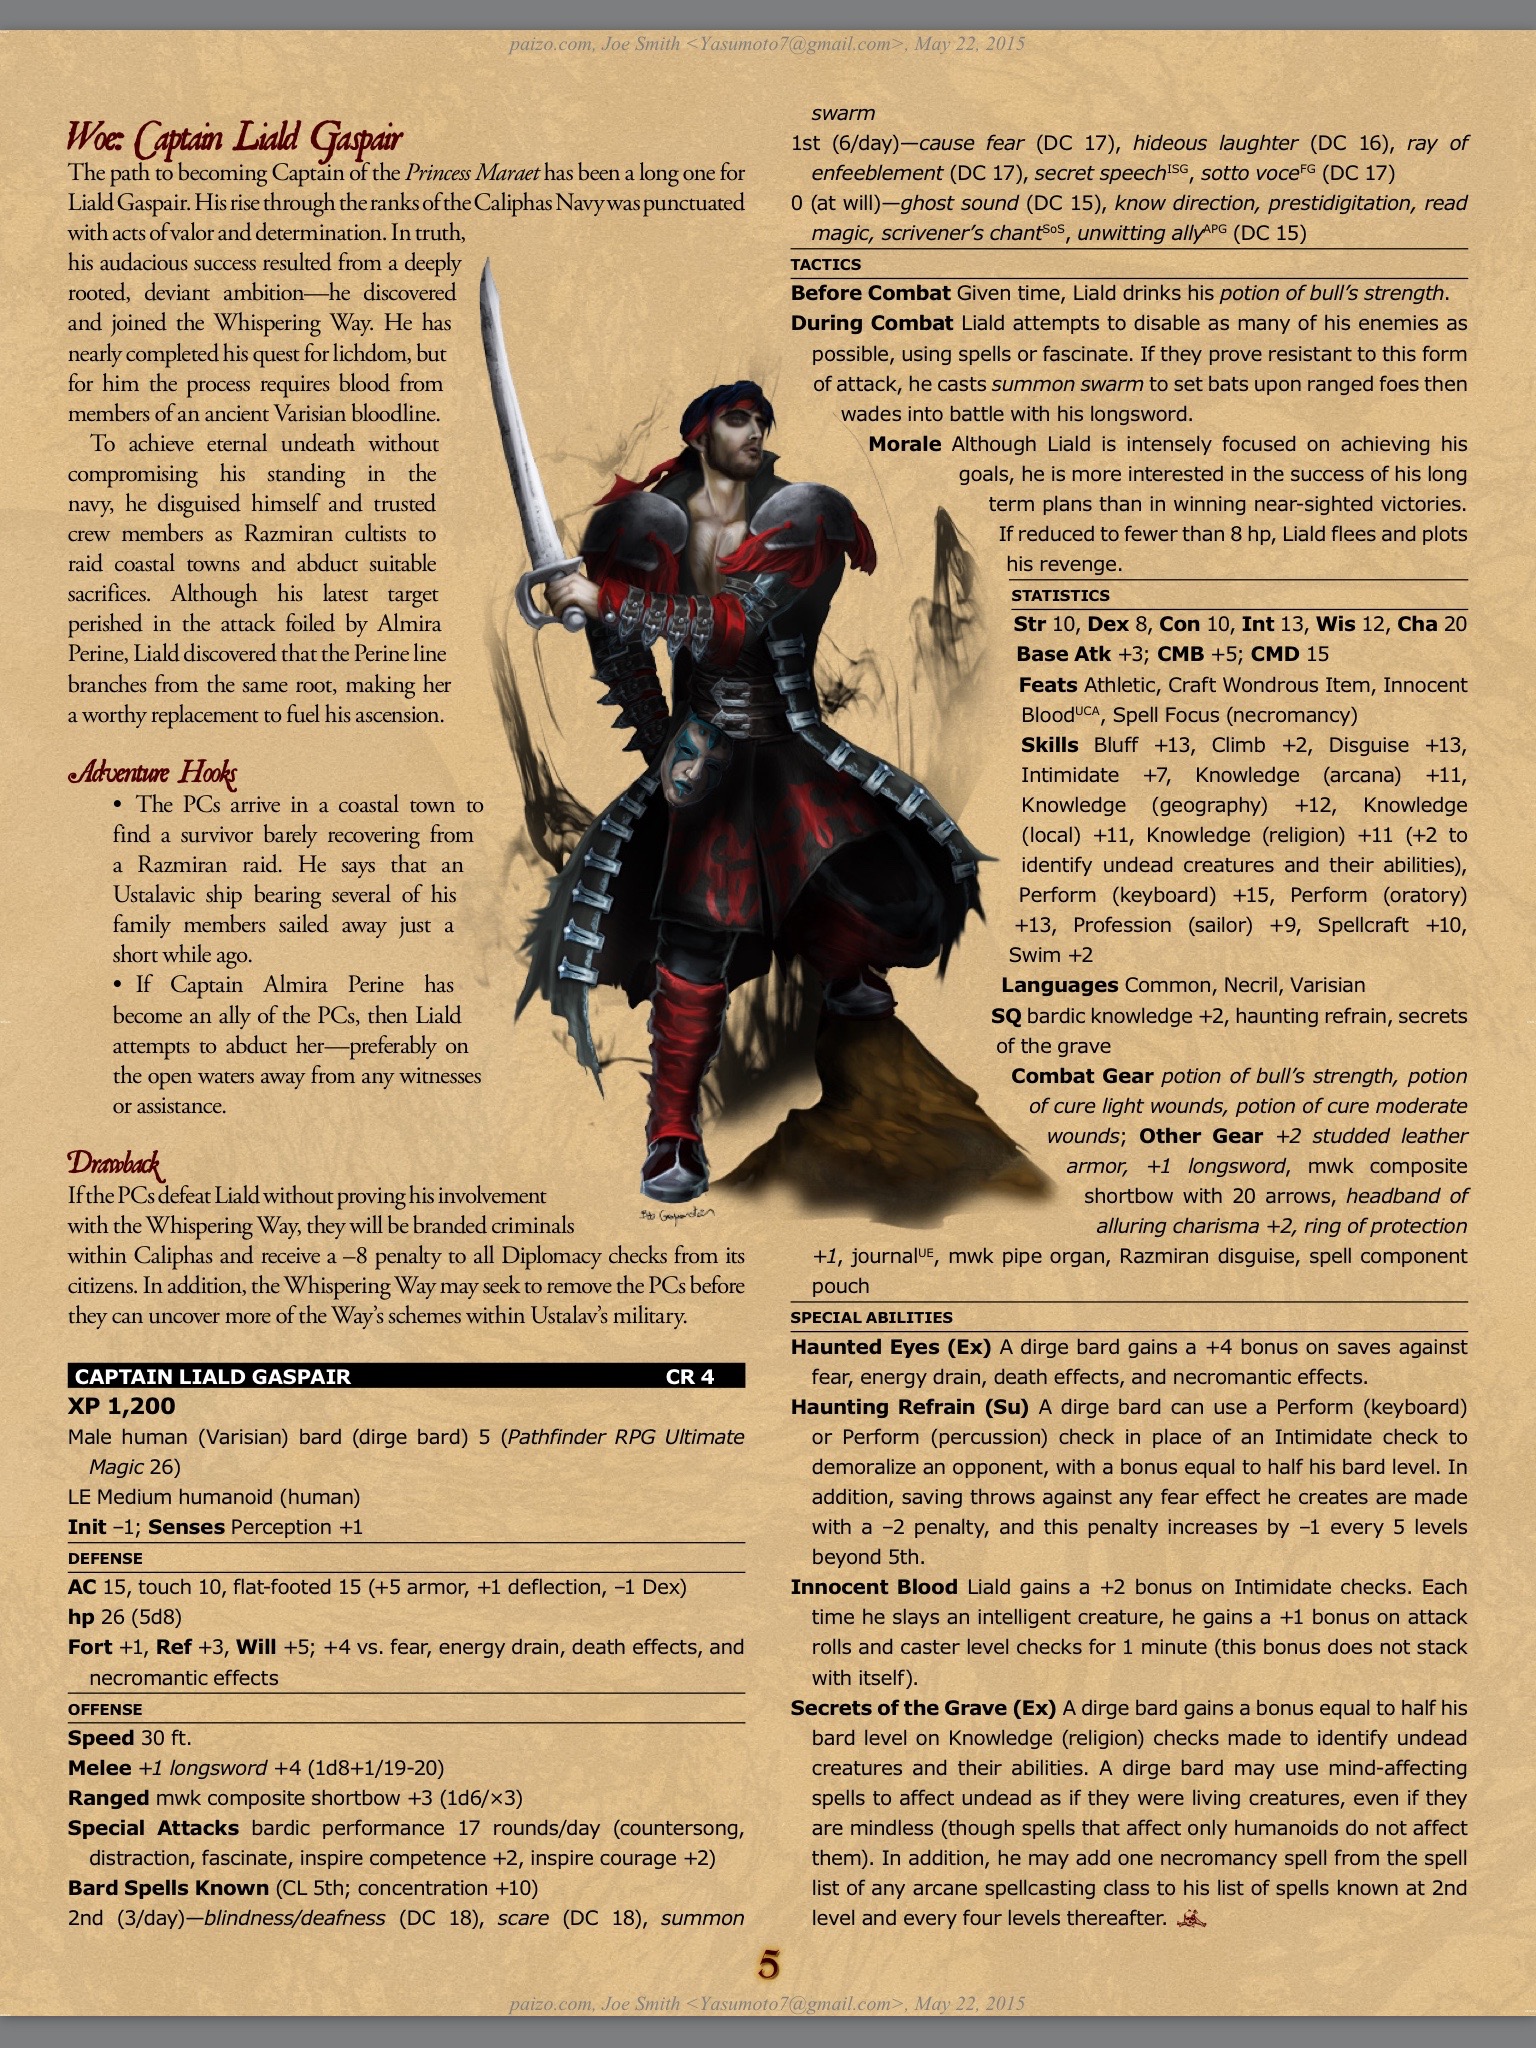 paizo.com, Joe Smith <Yasumoto7@gmail.com>, May 22, 2015
Woe: Captain Liald Gaspair
The path to becoming Captain of the Princess Maraet has been a long one for
Liald Gaspair. His rise through the ranks of the Caliphas Navy was punctuated
with acts of valor and determination. In truth,
his audacious success resulted from a deeply
rooted, deviant ambition—he discovered
and joined the Whispering Way. He has
nearly completed his quest for lichdom, but
for him the process requires blood from
members of an ancient Varisian bloodline.
To achieve eternal undeath without
compromising his standing in the
navy, he disguised himself and trusted
crew members as Razmiran cultists to
raid coastal towns and abduct suitable
sacrifices. Although his latest target
perished in the attack foiled by Almira
Perine, Liald discovered that the Perine line
branches from the same root, making her
a worthy replacement to fuel his ascension.
Adventure Hooks
• The PCs arrive in a coastal town to
find a survivor barely recovering from
a Razmiran raid. He says that an
Ustalavic ship bearing several of his
family members sailed away just a
short while ago.
• If Captain Almira Perine has
become an ally of the PCs, then Liald
attempts to abduct her—preferably on
the open waters away from any witnesses
or assistance.
Drawback
If the PCs defeat Liald without proving his involvement
with the Whispering Way, they will be branded criminals
within Caliphas and receive a –8 penalty to all Diplomacy checks from its
citizens. In addition, the Whispering Way may seek to remove the PCs before
they can uncover more of the Way's schemes within Ustalav's military.
CAPTAIN LIALD GASPAIR CR 4
XP 1,200
Male human (Varisian) bard (dirge bard) 5 (Pathfinder RPG Ultimate
Magic 26)
LE Medium humanoid (human)
Init –1; Senses Perception +1
DEFENSE
AC 15, touch 10, flat-footed 15 (+5 armor, +1 deflection, –1 Dex)
hp 26 (5d8)
Fort +1, Ref +3, Will +5; +4 vs. fear, energy drain, death effects, and
necromantic effects
OFFENSE
Speed 30 ft.
Melee +1 longsword +4 (1d8+1/19-20)
Ranged mwk composite shortbow +3 (1d6/×3)
Special Attacks bardic performance 17 rounds/day (countersong,
distraction, fascinate, inspire competence +2, inspire courage +2)
Bard Spells Known (CL 5th; concentration +10)
2nd (3/day)—blindness/deafness (DC 18), scare (DC 18), summon
swarm
1st (6/day)—cause fear (DC 17), hideous laughter (DC 16), ray of
enfeeblement (DC 17), secret speechISG, sotto voceFG (DC 17)
0 (at will)—ghost sound (DC 15), know direction, prestidigitation, read
magic, scrivener's chantSoS, unwitting allyAPG (DC 15)
TACTICS
Before Combat Given time, Liald drinks his potion of bull's strength.
During Combat Liald attempts to disable as many of his enemies as
possible, using spells or fascinate. If they prove resistant to this form
of attack, he casts summon swarm to set bats upon ranged foes then
wades into battle with his longsword.
Morale Although Liald is intensely focused on achieving his
goals, he is more interested in the success of his long
term plans than in winning near-sighted victories.
If reduced to fewer than 8 hp, Liald flees and plots
his revenge.
STATISTICS
Str 10, Dex 8, Con 10, Int 13, Wis 12, Cha 20
Base Atk +3; CMB +5; CMD 15
Feats Athletic, Craft Wondrous Item, Innocent
BloodUCA, Spell Focus (necromancy)
Skills Bluff +13, Climb +2, Disguise +13,
Intimidate +7, Knowledge (arcana) +11,
Knowledge (geography) +12, Knowledge
(local) +11, Knowledge (religion) +11 (+2 to
identify undead creatures and their abilities),
Perform (keyboard) +15, Perform (oratory)
+13, Profession (sailor) +9, Spellcraft +10,
Swim +2
Languages Common, Necril, Varisian
SQ bardic knowledge +2, haunting refrain, secrets
of the grave
Combat Gear potion of bull's strength, potion
of cure light wounds, potion of cure moderate
wounds; Other Gear +2 studded leather
armor, +1 longsword, mwk composite
shortbow with 20 arrows, headband of
alluring charisma +2, ring of protection
+1, journalUE, mwk pipe organ, Razmiran disguise, spell component
pouch
SPECIAL ABILITIES
Haunted Eyes (Ex) A dirge bard gains a +4 bonus on saves against
fear, energy drain, death effects, and necromantic effects.
Haunting Refrain (Su) A dirge bard can use a Perform (keyboard)
or Perform (percussion) check in place of an Intimidate check to
demoralize an opponent, with a bonus equal to half his bard level. In
addition, saving throws against any fear effect he creates are made
with a –2 penalty, and this penalty increases by –1 every 5 levels
beyond 5th.
Innocent Blood Liald gains a +2 bonus on Intimidate checks. Each
time he slays an intelligent creature, he gains a +1 bonus on attack
rolls and caster level checks for 1 minute (this bonus does not stack
with itself).
Secrets of the Grave (Ex) A dirge bard gains a bonus equal to half his
bard level on Knowledge (religion) checks made to identify undead
creatures and their abilities. A dirge bard may use mind-affecting
spells to affect undead as if they were living creatures, even if they
are mindless (though spells that affect only humanoids do not affect
them). In addition, he may add one necromancy spell from the spell
list of any arcane spellcasting class to his list of spells known at 2nd
level and every four levels thereafter.
5
paizo.com, Joe Smith <Yasumoto7@gmail.com>, May 22, 2015